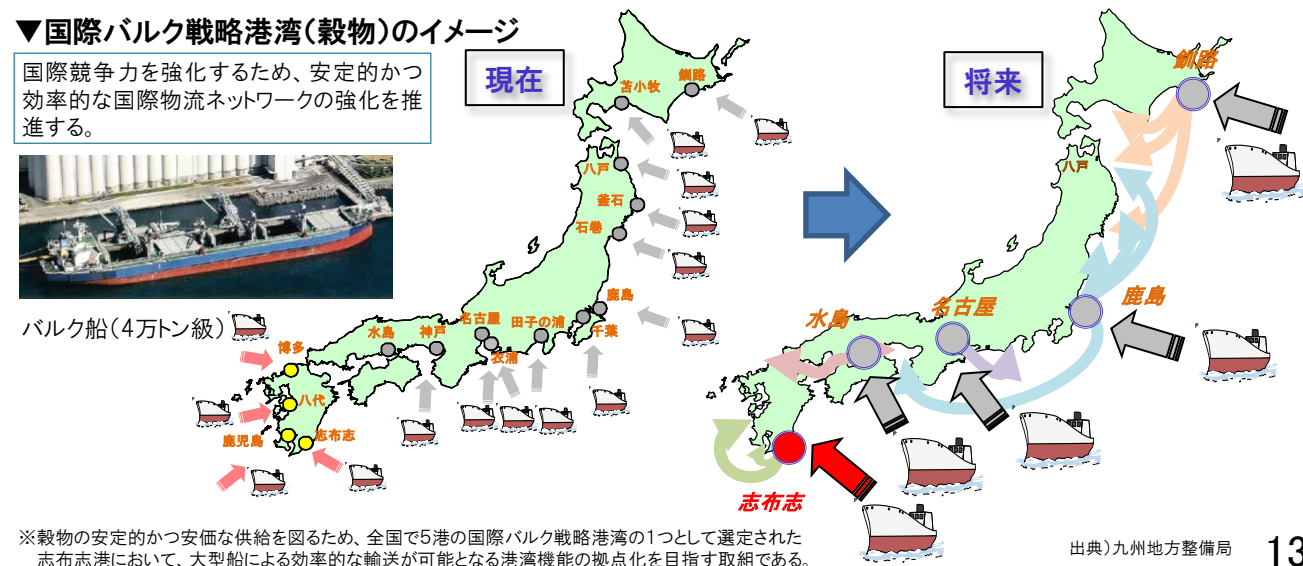 ▼国際バルク戦略港湾(穀物)のイメージ
国際競争力を強化するため、安定的かつ
効率的な国際物流ネットワークの強化を推
進する。
バルク船(4万トン級)
現在
釧路
苫小牧
八戸
釜石
石巻
鹿島
千葉
田子の浦
名古屋
衣浦
神戸
水島
博多
八代
鹿児島
志布志
将来
釧路
八戸
鹿島
名古屋
水島
志布志
※穀物の安定的かつ安価な供給を図るため、全国で5港の国際バルク戦略港湾の1つとして選定された
志布志港において、大型船による効率的な輸送が可能となる港湾機能の拠点化を目指す取組である。
出典)九州地方整備局
13